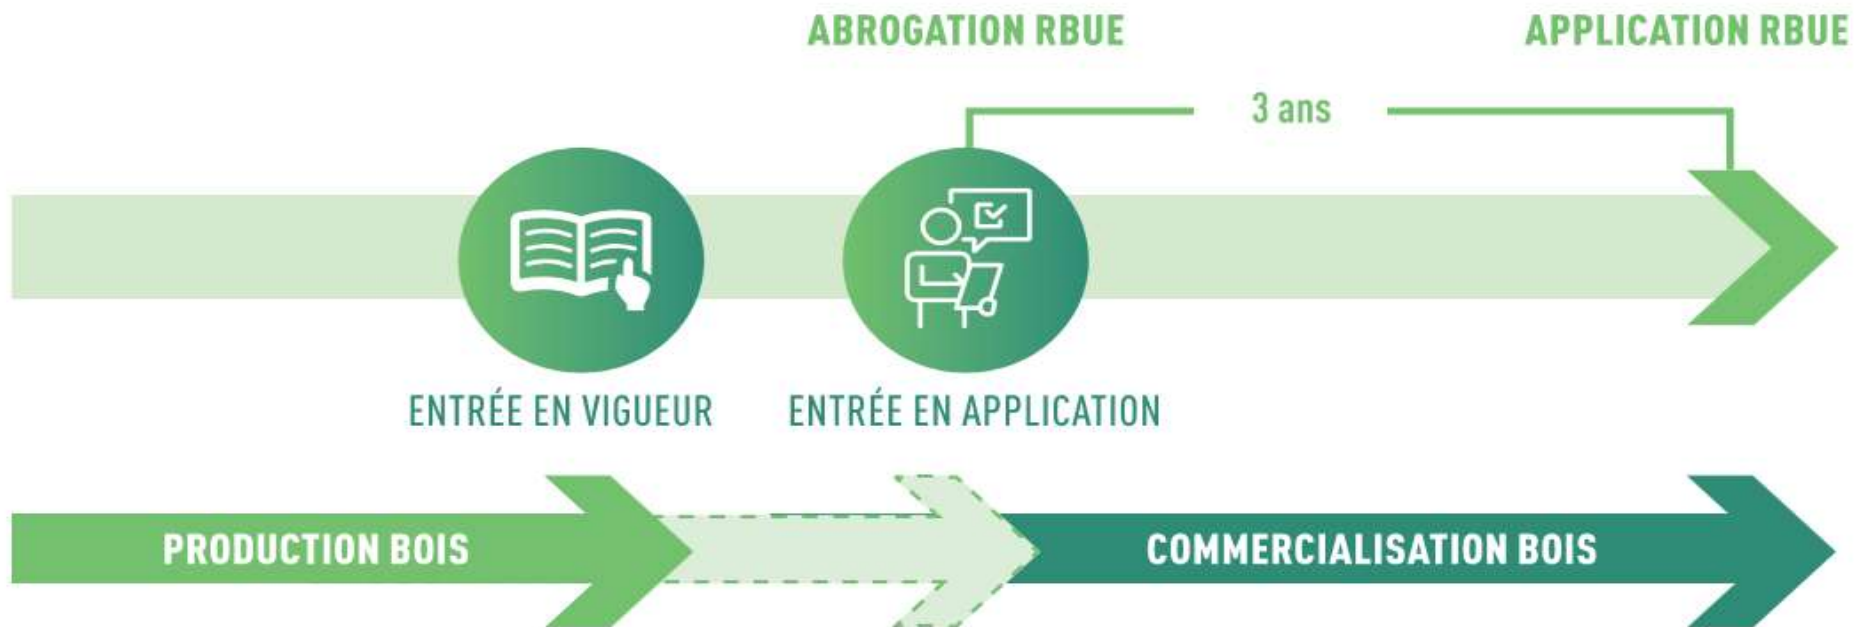 ABROGATION RBUE
APPLICATION RBUE
3 ans
ENTRÉE EN VIGUEUR
ENTRÉE EN APPLICATION
PRODUCTION BOIS
COMMERCIALISATION BOIS